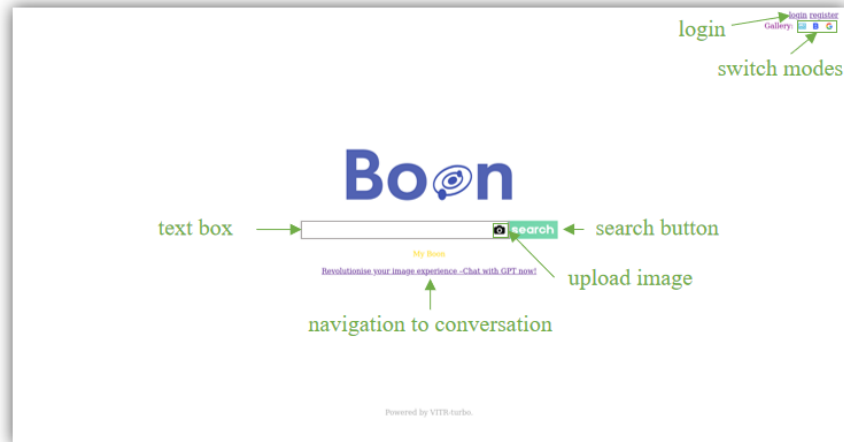 login register
login
Gallery:
switch modes
Boon
text box
search
search button
My Boon
upload image
Revolutionise your image experience –Chat with GPT now!
navigation to conversation
Powered by VITR-turbo.